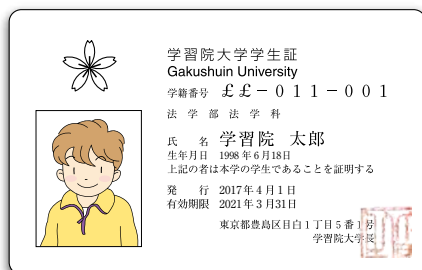 学習院大学学生証
Gakushuin University
学籍番号 ££－011－001
法学部法学科
氏名 学習院 太郎
生年月日 1998年6月18日
上記の者は本学の学生であることを証明する
発行 2017年4月1日
有効期限 2021年3月31日
東京都豊島区目白1丁目5番1号
学習院大学長